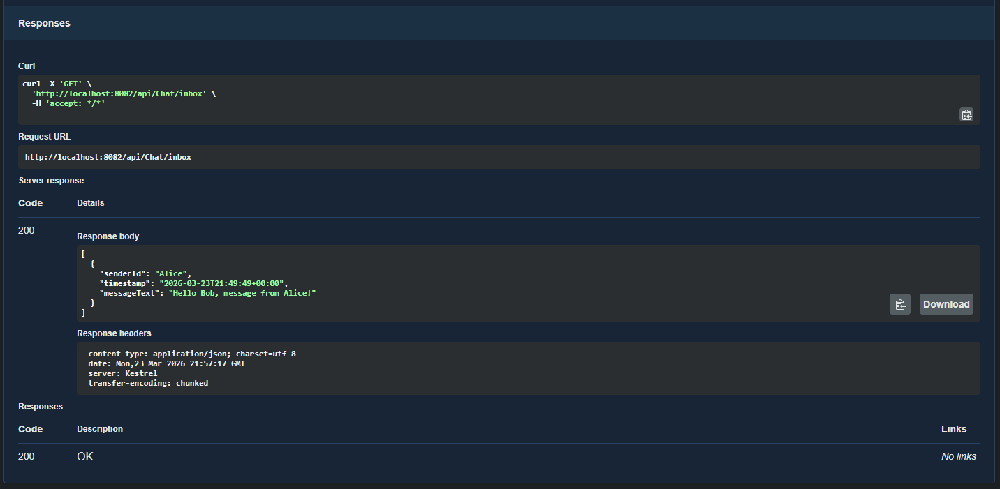 Responses
Curl
curl -X 'GET' \
  'http://localhost:8082/api/Chat/inbox' \
  -H 'accept: */*'
Request URL
http://localhost:8082/api/Chat/inbox
Server response
Code Details
200
Response body
[
  {
    "senderId": "Alice",
    "timestamp": "2026-03-23T21:49:49+00:00",
    "messageText": "Hello Bob, message from Alice!"
  }
]
Download
Response headers
content-type: application/json; charset=utf-8
date: Mon,23 Mar 2026 21:57:17 GMT
server: Kestrel
transfer-encoding: chunked
Responses
Code Description Links
200 OK No links